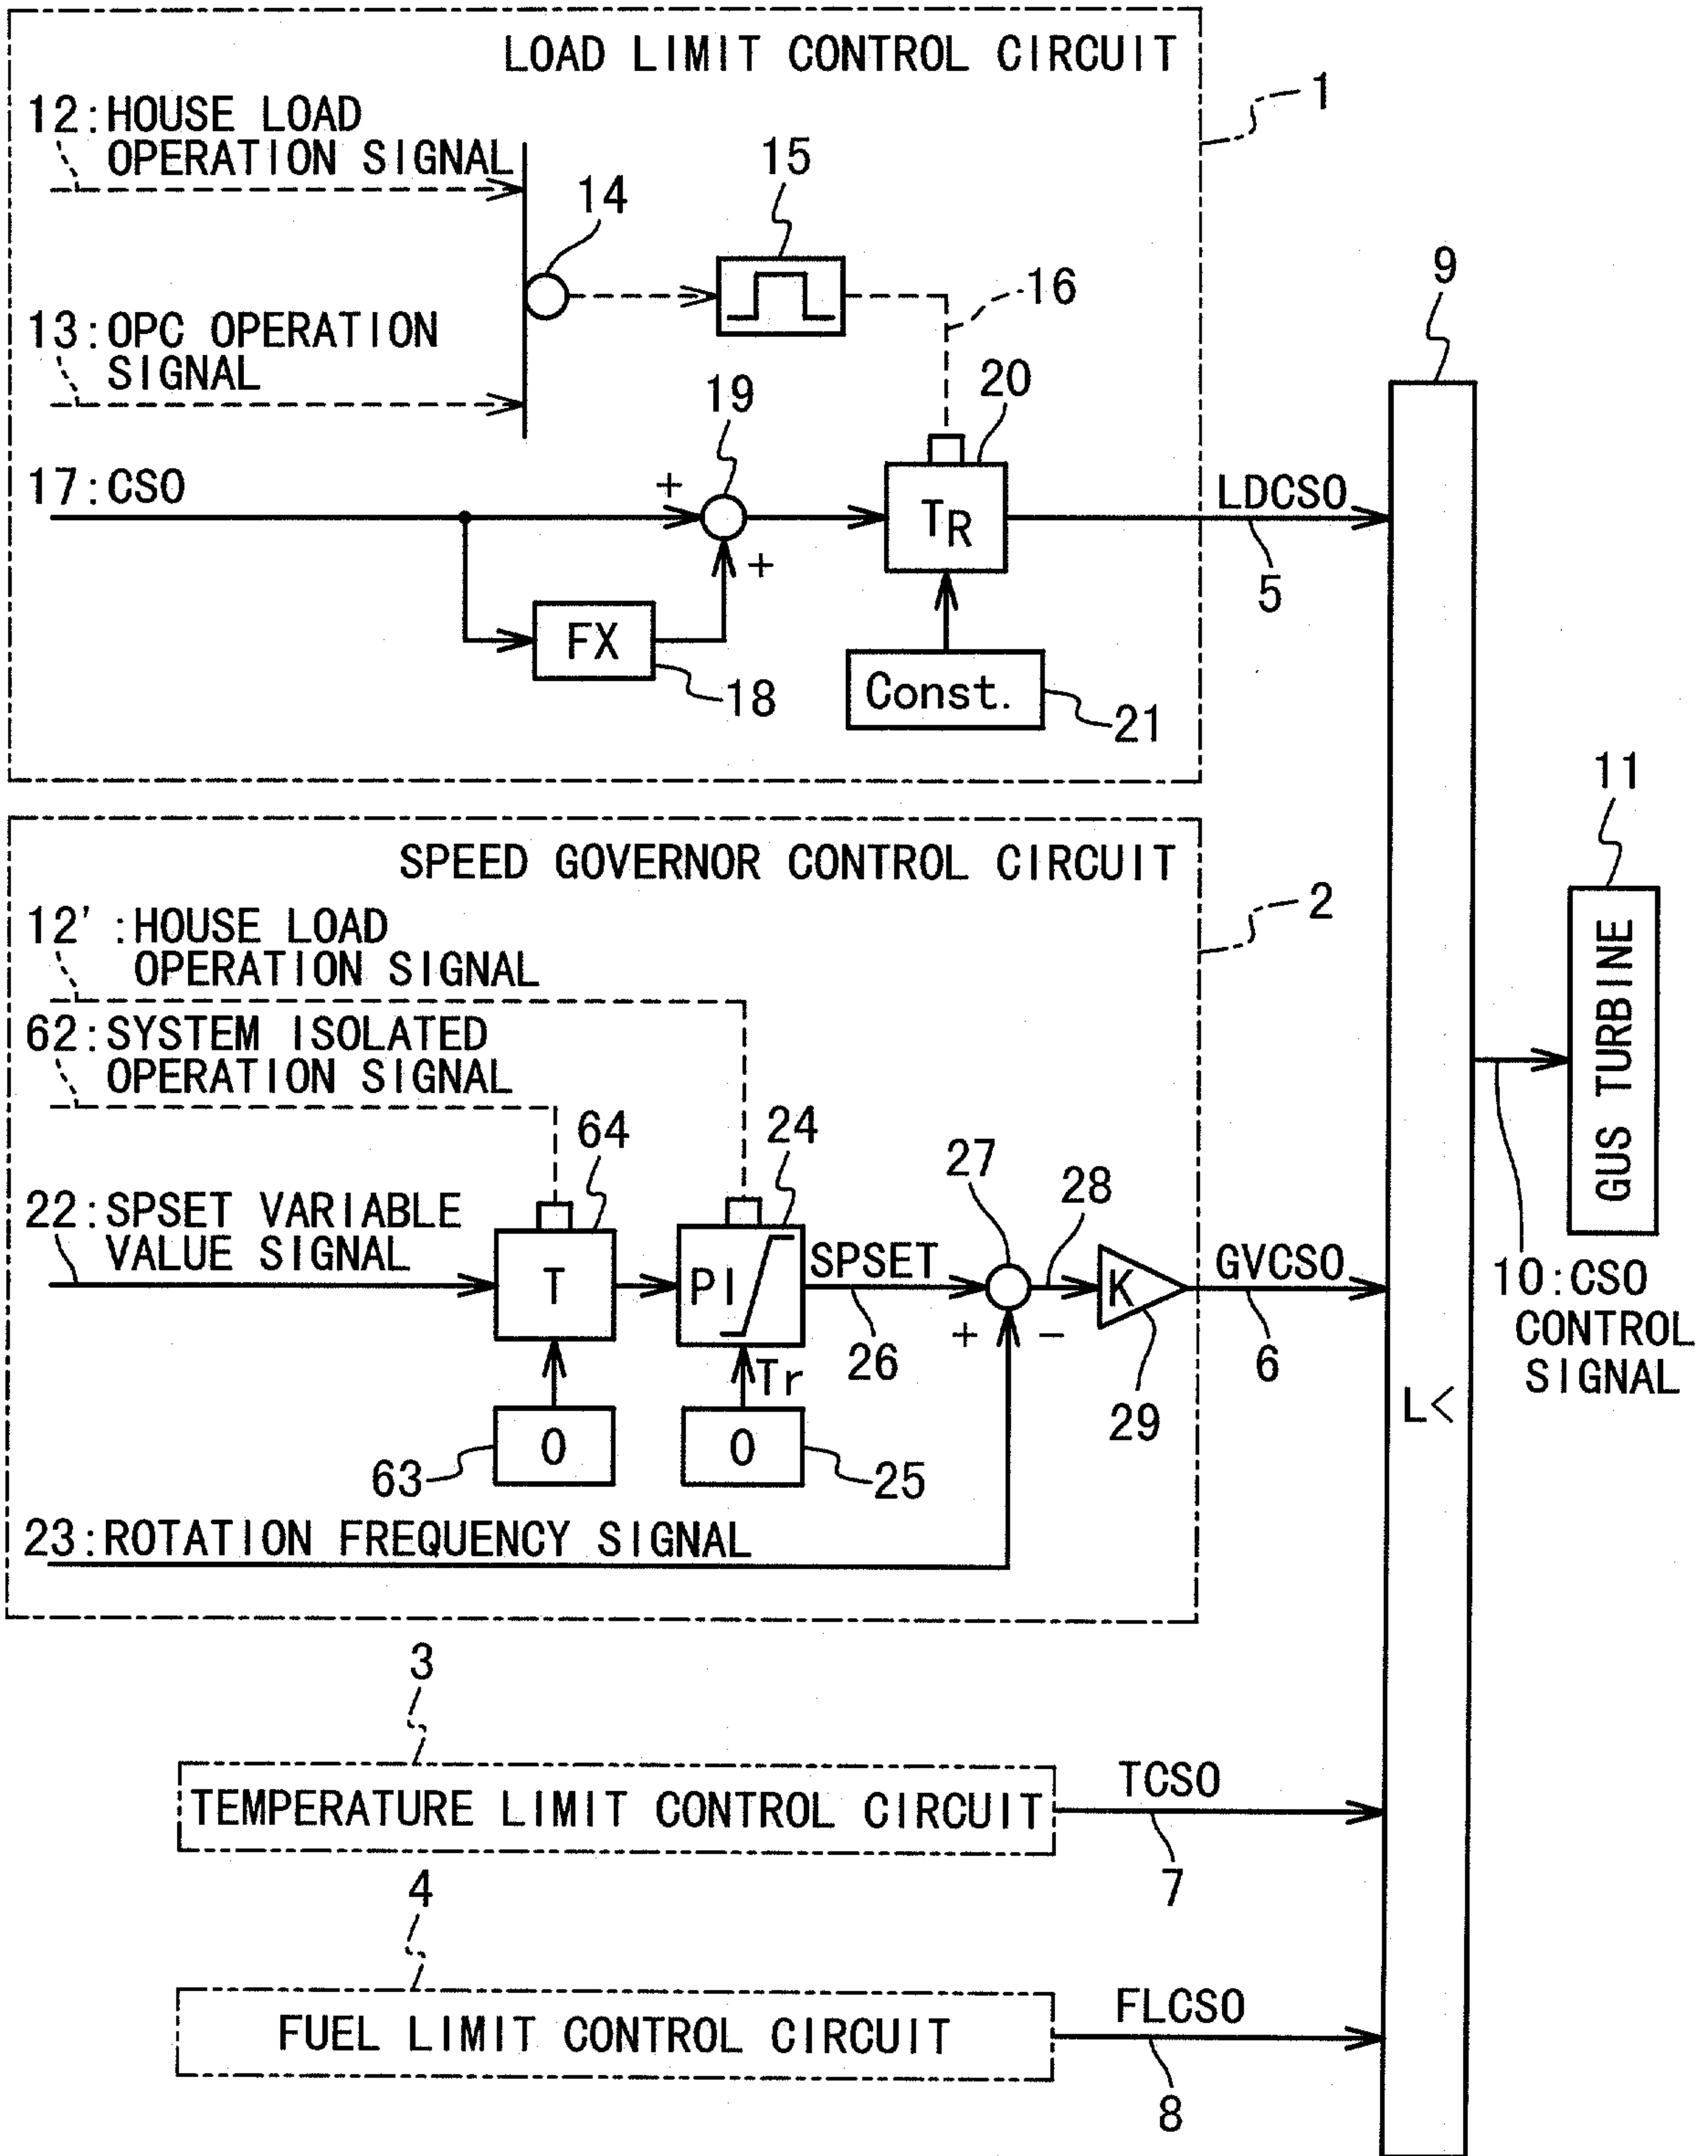 LOAD LIMIT CONTROL CIRCUIT
1
12:HOUSE LOAD
OPERATION SIGNAL
15
14
16
9
13:OPC OPERATION
SIGNAL
19
20
17:CSO
+
+
TR
LDCSO
5
FX
18
Const.
21
11
GUS TURBINE
SPEED GOVERNOR CONTROL CIRCUIT
2
12':HOUSE LOAD
OPERATION SIGNAL
62:SYSTEM ISOLATED
OPERATION SIGNAL
64
24
27
28
22:SPSET VARIABLE
VALUE SIGNAL
T
PI
SPSET
26
+
-
K
29
GVCSO
6
10:CSO
CONTROL
SIGNAL
Tr
L<
63
0
0
25
23:ROTATION FREQUENCY SIGNAL
3
TEMPERATURE LIMIT CONTROL CIRCUIT
TCSO
7
4
FUEL LIMIT CONTROL CIRCUIT
FLCSO
8